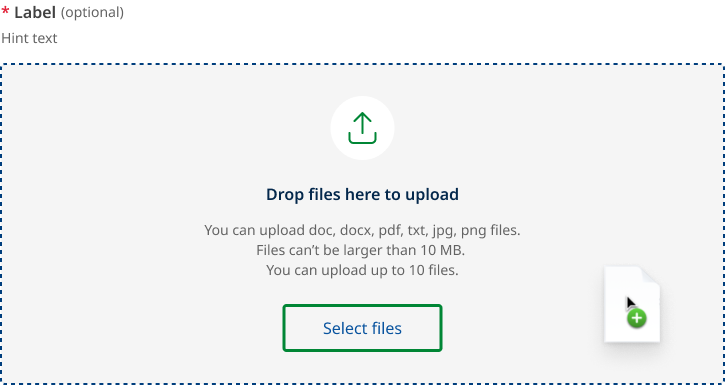 * Label (optional)
Hint text
Drop files here to upload
You can upload doc, docx, pdf, txt, jpg, png files.
Files can’t be larger than 10 MB.
You can upload up to 10 files.
Select files